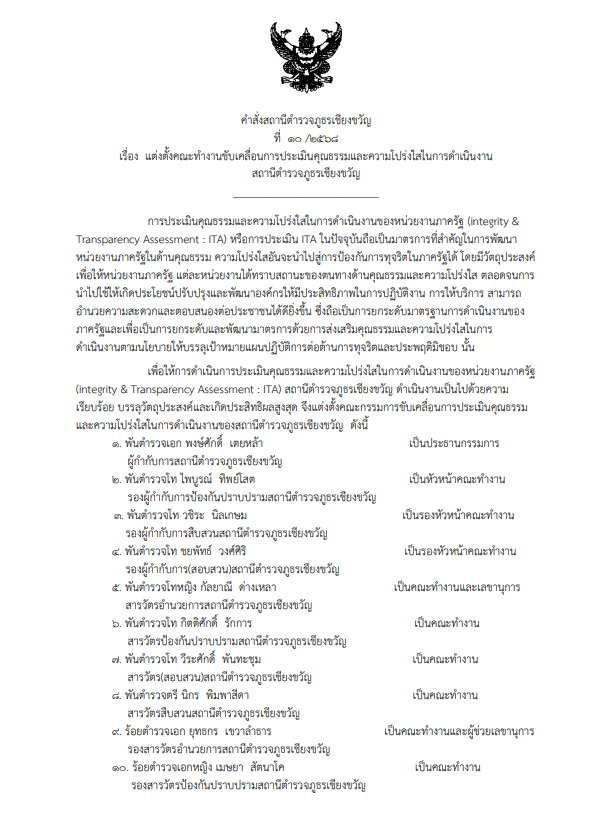 คำสั่งสถานีตำรวจภูธรเชียงขวัญ
ที่ ๑๐ /๒๕๖๘
เรื่อง แต่งตั้งคณะทำงานขับเคลื่อนการประเมินคุณธรรมและความโปร่งใสในการดำเนินงาน
สถานีตำรวจภูธรเชียงขวัญ
การประเมินคุณธรรมและความโปร่งใสในการดำเนินงานของหน่วยงานภาครัฐ (integrity &
Transparency Assessment : ITA) หรือการประเมิน ITA ในปัจจุบันถือเป็นมาตรการที่สำคัญในการพัฒนา
หน่วยงานภาครัฐในด้านคุณธรรม ความโปร่งใสอันจะนำไปสู่การป้องกันการทุจริตในภาครัฐได้ โดยมีวัตถุประสงค์
เพื่อให้หน่วยงานภาครัฐ แต่ละหน่วยงานได้ทราบสถานะของตนทางด้านคุณธรรมและความโปร่งใส ตลอดจนการ
นำไปใช้ให้เกิดประโยชน์ปรับปรุงและพัฒนาองค์กรให้มีประสิทธิภาพในการปฏิบัติงาน การให้บริการ สามารถ
อำนวยความสะดวกและตอบสนองต่อประชาชนได้ดียิ่งขึ้น ซึ่งถือเป็นการยกระดับมาตรฐานการดำเนินงานของ
ภาครัฐและเพื่อเป็นการยกระดับและพัฒนามาตรการด้วยการส่งเสริมคุณธรรมและความโปร่งใสในการ
ดำเนินงานตามนโยบายให้บรรลุเป้าหมายแผนปฏิบัติการต่อต้านการทุจริตและประพฤติมิชอบ นั้น
เพื่อให้การดำเนินการประเมินคุณธรรมและความโปร่งใสในการดำเนินงานของหน่วยงานภาครัฐ
(integrity & Transparency Assessment : ITA) สถานีตำรวจภูธรเชียงขวัญ ดำเนินงานเป็นไปด้วยความ
เรียบร้อย บรรลุวัตถุประสงค์และเกิดประสิทธิผลสูงสุด จึงแต่งตั้งคณะกรรมการขับเคลื่อนการประเมินคุณธรรม
และความโปร่งใสในการดำเนินงานของสถานีตำรวจภูธรเชียงขวัญ ดังนี้
๑. พันตำรวจเอก พงษ์ศักดิ์ เตยหล้า เป็นประธานกรรมการ
ผู้กำกับการสถานีตำรวจภูธรเชียงขวัญ
๒. พันตำรวจโท ไพบูรณ์ ทิพย์โสต เป็นหัวหน้าคณะทำงาน
รองผู้กำกับการป้องกันปราบปรามสถานีตำรวจภูธรเชียงขวัญ
๓. พันตำรวจโท วชิระ นิลเกษม เป็นรองหัวหน้าคณะทำงาน
รองผู้กำกับการสืบสวนสถานีตำรวจภูธรเชียงขวัญ
๔. พันตำรวจโท ชยพัทธ์ วงศ์ศิริ เป็นรองหัวหน้าคณะทำงาน
รองผู้กำกับการ(สอบสวน)สถานีตำรวจภูธรเชียงขวัญ
๕. พันตำรวจโทหญิง กัลยาณี ด่างเหลา เป็นคณะทำงานและเลขานุการ
สารวัตรอำนวยการสถานีตำรวจภูธรเชียงขวัญ
๖. พันตำรวจโท กิตติศักดิ์ รักการ เป็นคณะทำงาน
สารวัตรป้องกันปราบปรามสถานีตำรวจภูธรเชียงขวัญ
๗. พันตำรวจโท วีระศักดิ์ พันทะชุม เป็นคณะทำงาน
สารวัตร(สอบสวน)สถานีตำรวจภูธรเชียงขวัญ
๘. พันตำรวจตรี นิกร พิมพาสีดา เป็นคณะทำงาน
สารวัตรสืบสวนสถานีตำรวจภูธรเชียงขวัญ
๙. ร้อยตำรวจเอก ยุทธกร เขวาลำธาร เป็นคณะทำงานและผู้ช่วยเลขานุการ
รองสารวัตรอำนวยการสถานีตำรวจภูธรเชียงขวัญ
๑๐. ร้อยตำรวจเอกหญิง เมษยา สัตนาโค เป็นคณะทำงาน
รองสารวัตรป้องกันปราบปรามสถานีตำรวจภูธรเชียงขวัญ